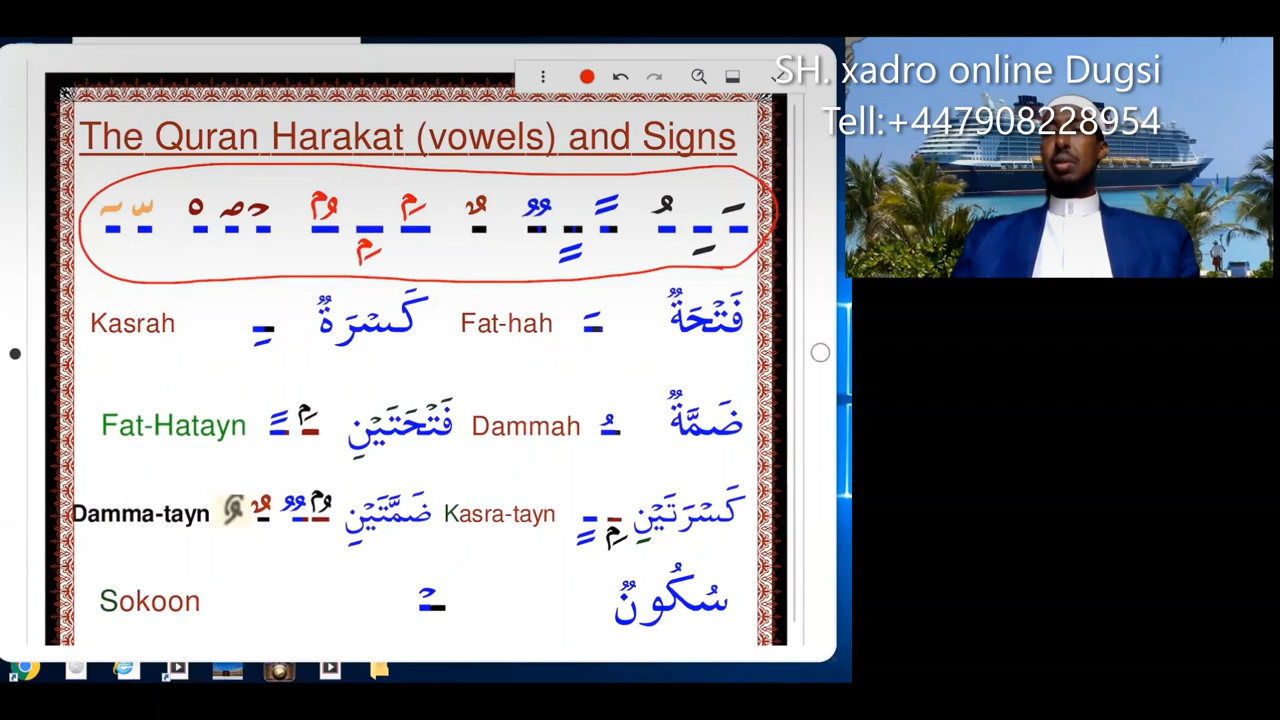 SH. xadro online Dugsi
Tell:+447908228954
The Quran Harakat (vowels) and Signs
Kasrah ـِ كَسْرَةٌ Fat-hah ـَ فَتْحَةٌ
Fat-Hatayn ـً فَتْحَتَيْنِ Dammah ـُ ضَمَّةٌ
Damma-tayn ـٌ ضَمَّتَيْنِ Kasra-tayn ـٍ كَسْرَتَيْنِ
Sokoon ـْ سُكُونٌ